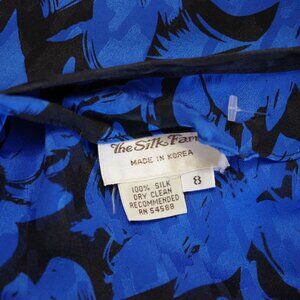 The Silk Farm
MADE IN KOREA
8
100% SILK
DRY CLEAN
RECOMMENDED
RN 54588